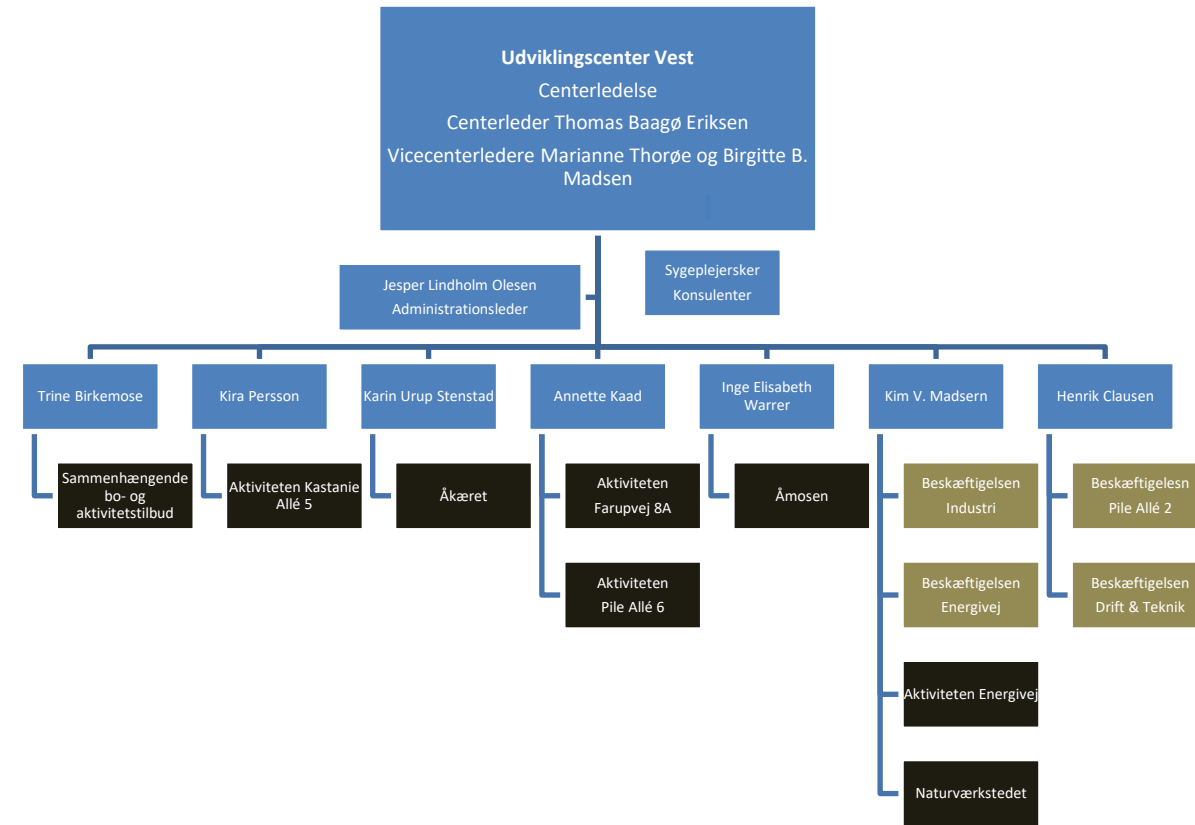 Udviklingscenter Vest
Centerledelse
Centerleder Thomas Baagø Eriksen
Vicecenterledere Marianne Thorøe og Birgitte B.
Madsen
Jesper Lindholm Olesen
Administrationsleder
Sygeplejersker
Konsulenter
Trine Birkemose
Kira Persson
Karin Urup Stenstad
Annette Kaad
Inge Elisabeth
Warrer
Kim V. Madsern
Henrik Clausen
Sammenhængende
bo- og
aktivitetstilbud
Aktiviteten Kastanie
Allé 5
Åkæret
Aktiviteten
Farupvej 8A
Åmosen
Beskæftigelsen
Industri
Beskæftigelesn
Pile Allé 2
Aktiviteten
Pile Allé 6
Beskæftigelsen
Energivej
Beskæftigelsen
Drift & Teknik
Aktiviteten Energivej
Naturværkstedet